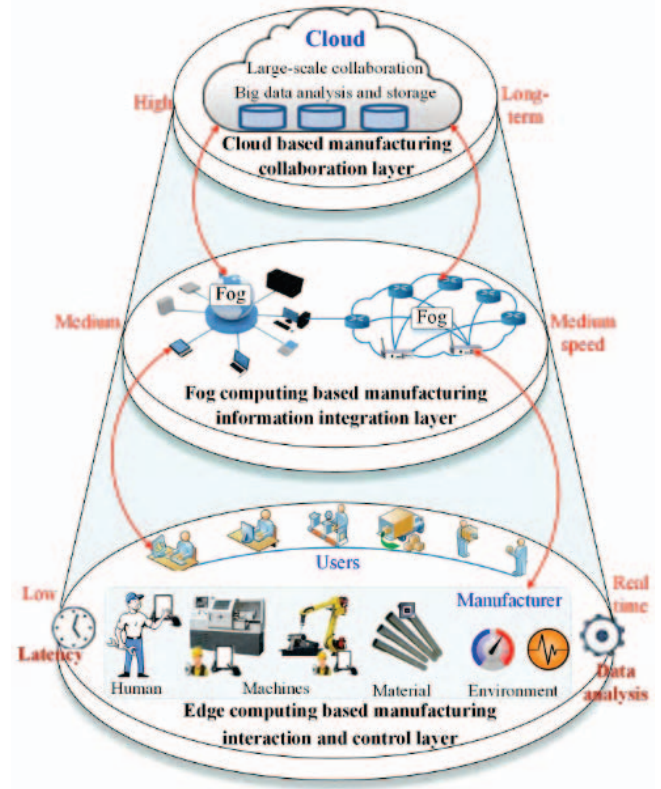 Cloud
Large-scale collaboration
Big data analysis and storage
High
Long-
term
Cloud based manufacturing
collaboration layer
Fog
Fog
Medium
Medium
speed
Fog computing based manufacturing
information integration layer
Users
Low
Real
time
Manufacturer
Latency
Data
analysis
Human
Machines
Material
Environment
Edge computing based manufacturing
interaction and control layer